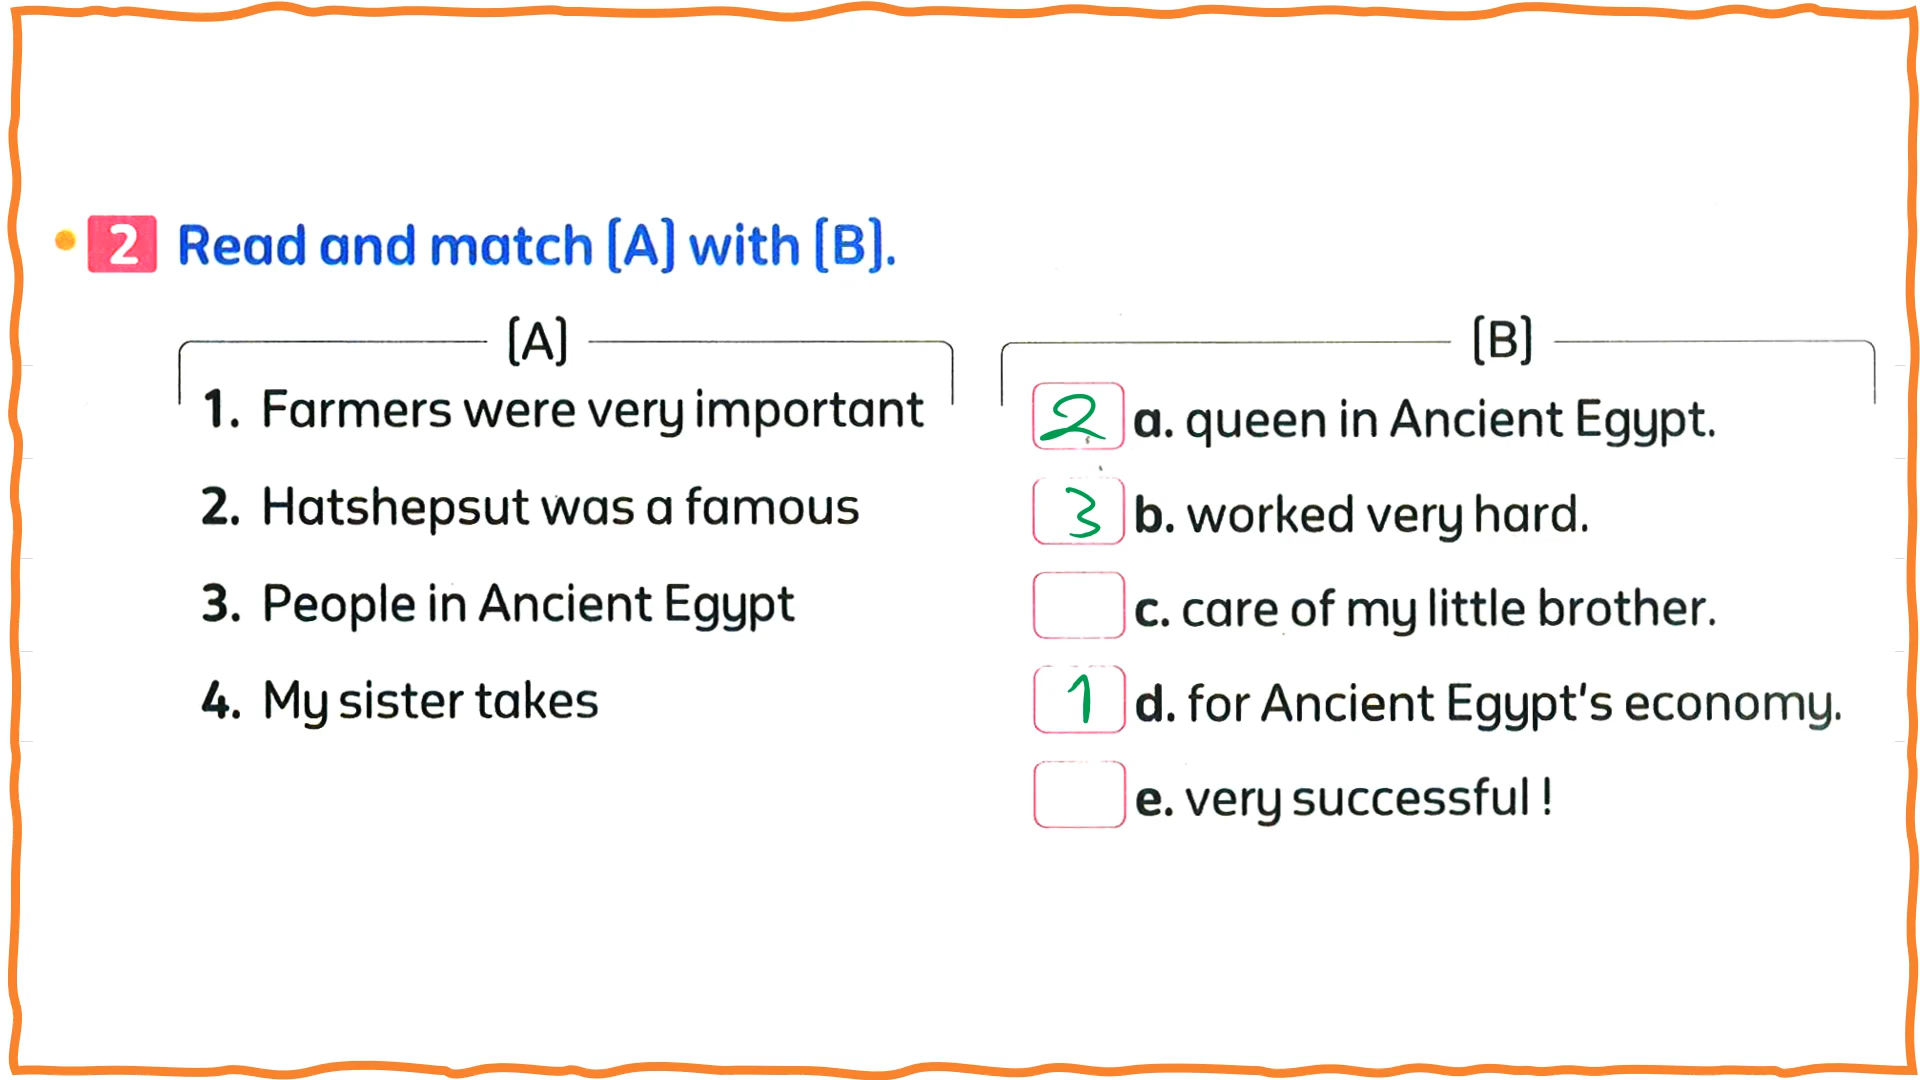 2 Read and match (A) with (B).
(A)
1. Farmers were very important
2. Hatshepsut was a famous
3. People in Ancient Egypt
4. My sister takes
(B)
2 a. queen in Ancient Egypt.
3 b. worked very hard.
c. care of my little brother.
1 d. for Ancient Egypt's economy.
e. very successful !